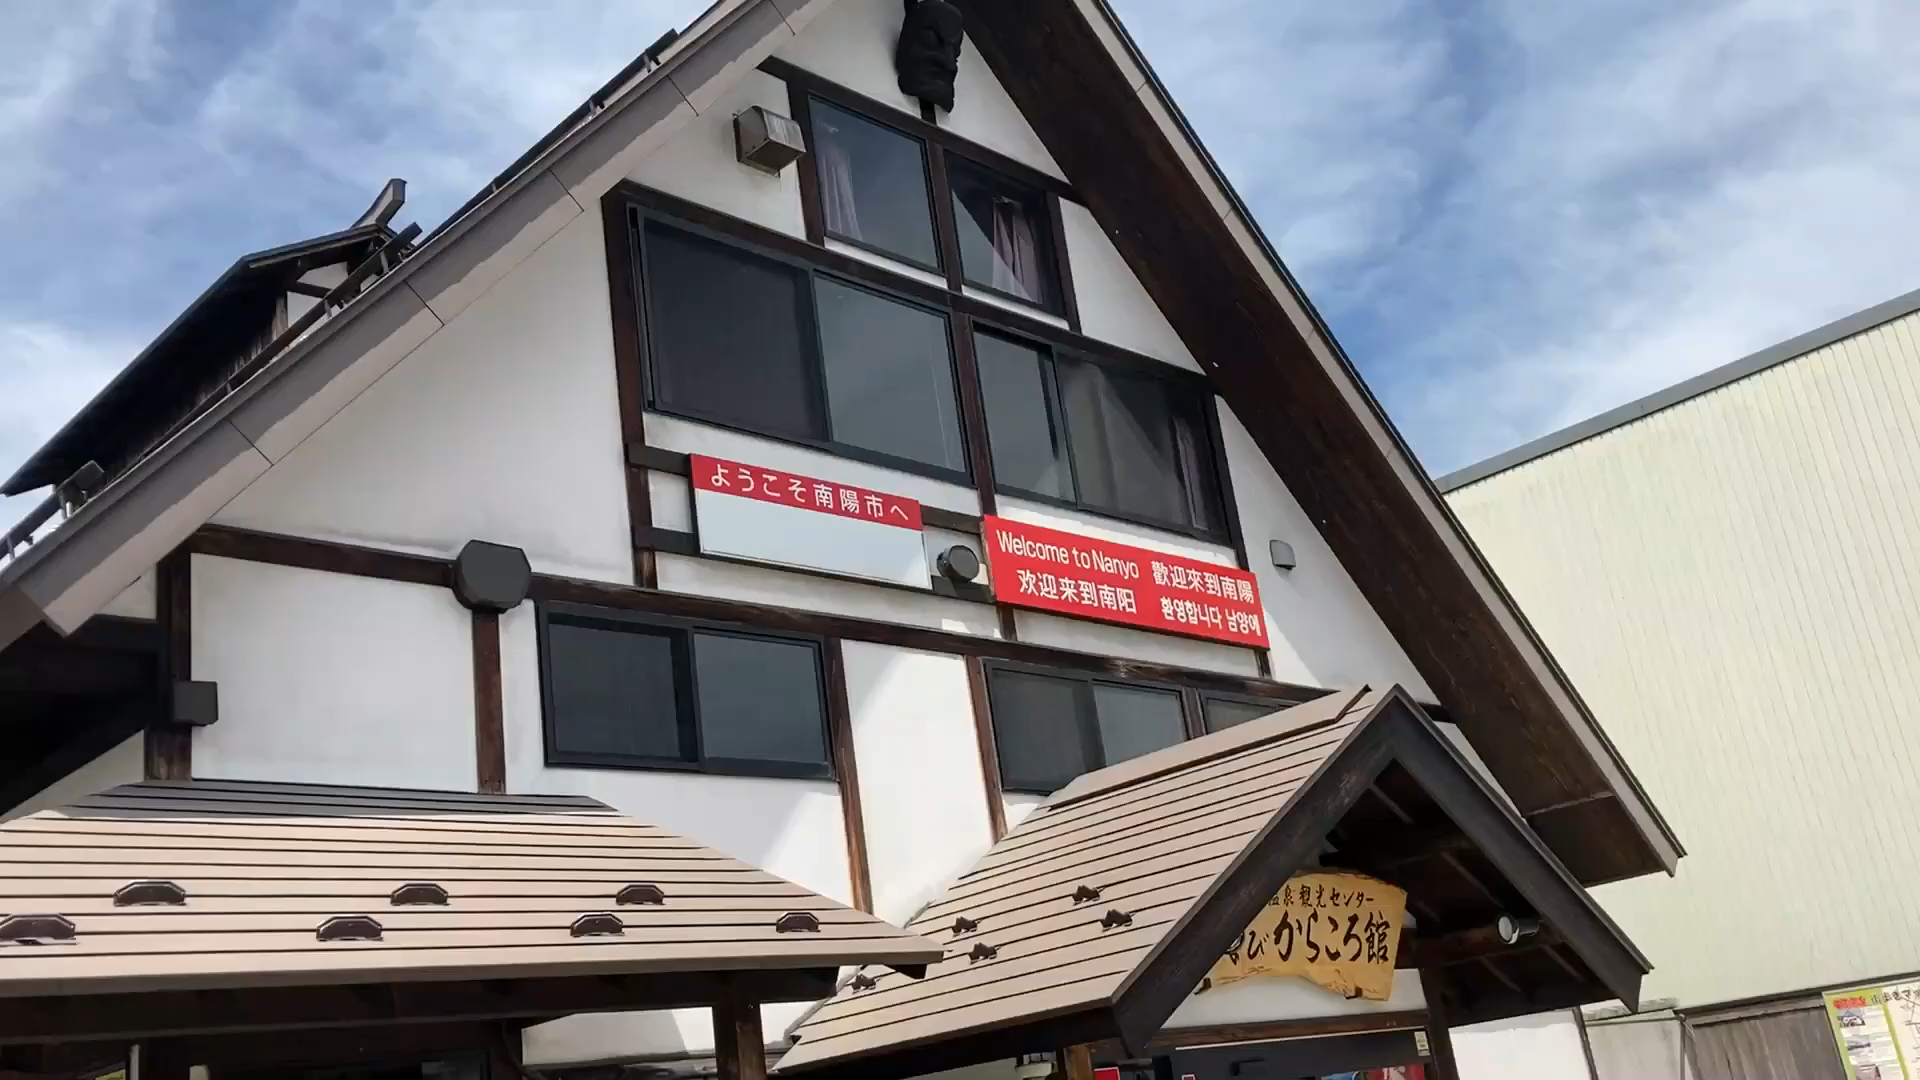 ようこそ南陽市へ
Welcome to Nanyo 歡迎來到南陽
欢迎来到南阳 환영합니다 남양에
温泉観光センター
結び からころ館